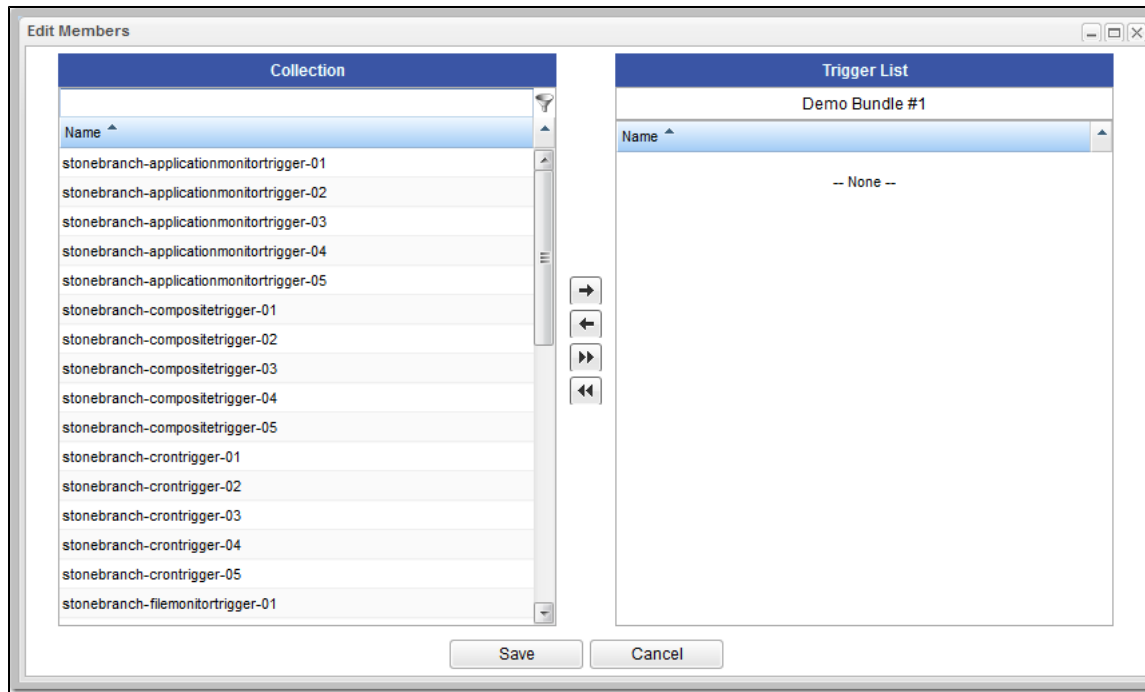 Edit Members
Collection
Name
stonebranch-applicationmonitortrigger-01
stonebranch-applicationmonitortrigger-02
stonebranch-applicationmonitortrigger-03
stonebranch-applicationmonitortrigger-04
stonebranch-applicationmonitortrigger-05
stonebranch-compositetrigger-01
stonebranch-compositetrigger-02
stonebranch-compositetrigger-03
stonebranch-compositetrigger-04
stonebranch-compositetrigger-05
stonebranch-crontrigger-01
stonebranch-crontrigger-02
stonebranch-crontrigger-03
stonebranch-crontrigger-04
stonebranch-crontrigger-05
stonebranch-filemonitortrigger-01
Trigger List
Demo Bundle #1
Name
-- None --
Save
Cancel